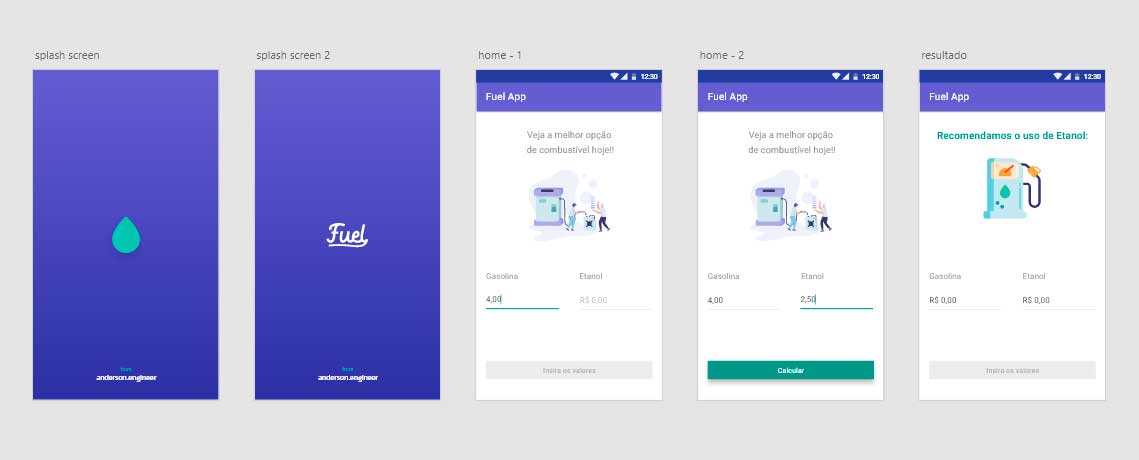 splash screen
from
anderson.engineer
splash screen 2
Fuel
from
anderson.engineer
home - 1
12:30
Fuel App
Veja a melhor opção
de combustível hoje!!
Gasolina
Etanol
4,00
R$ 0,00
Insira os valores
home - 2
12:30
Fuel App
Veja a melhor opção
de combustível hoje!!
Gasolina
Etanol
4,00
2,50
Calcular
resultado
12:30
Fuel App
Recomendamos o uso de Etanol:
Gasolina
Etanol
R$ 0,00
R$ 0,00
Insira os valores